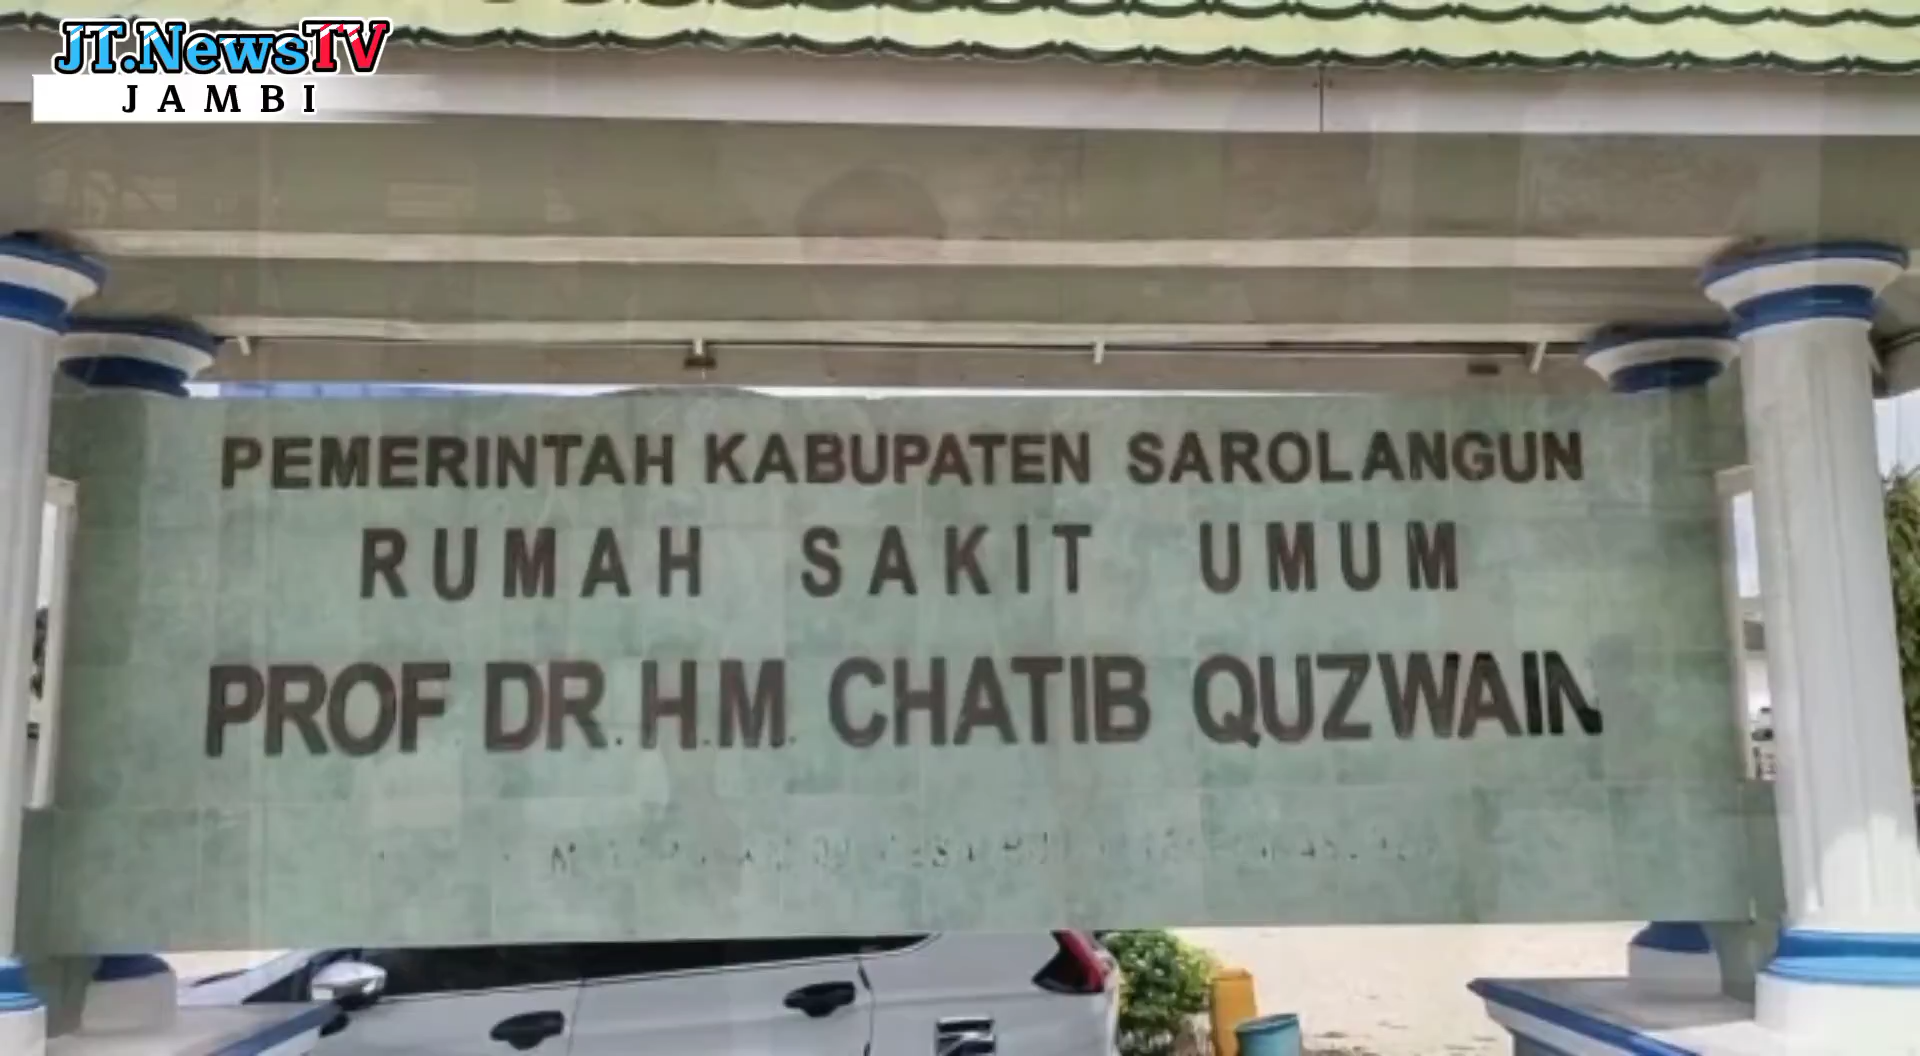 JT.NewsTV
JAMBI
PEMERINTAH KABUPATEN SAROLANGUN
RUMAH SAKIT UMUM
PROF DR. H.M. CHATIB QUZWAIN